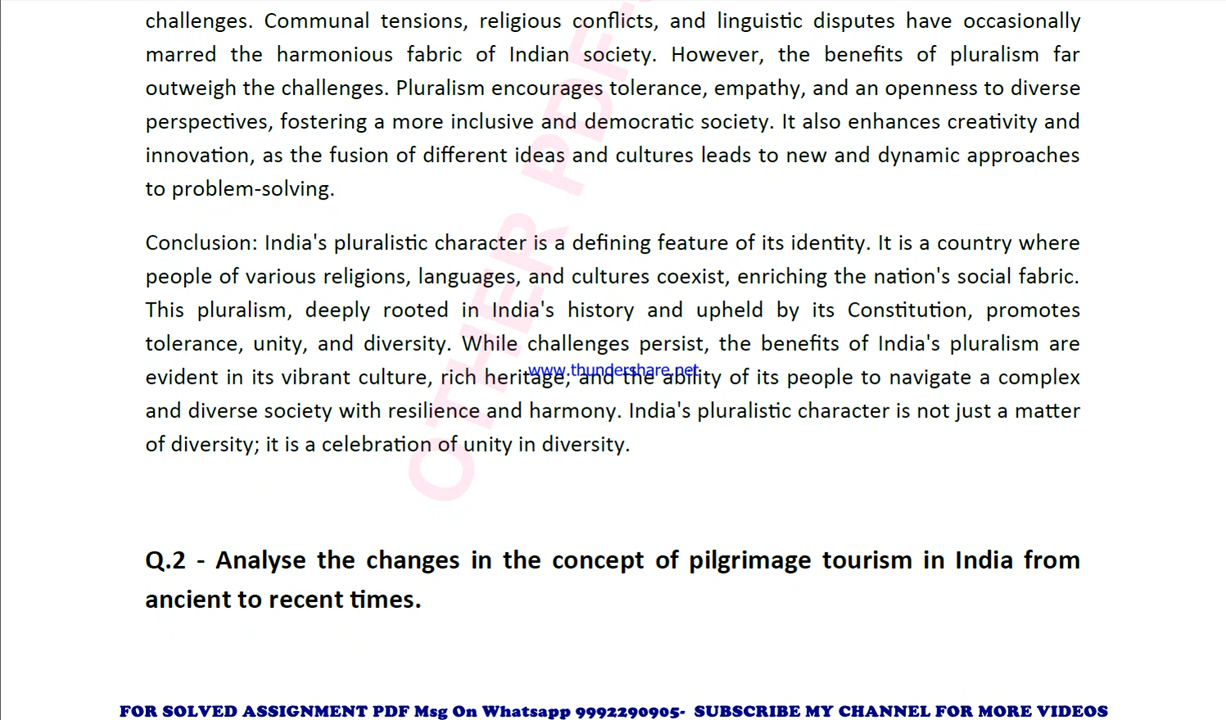 challenges. Communal tensions, religious conflicts, and linguistic disputes have occasionally
marred the harmonious fabric of Indian society. However, the benefits of pluralism far
outweigh the challenges. Pluralism encourages tolerance, empathy, and an openness to diverse
perspectives, fostering a more inclusive and democratic society. It also enhances creativity and
innovation, as the fusion of different ideas and cultures leads to new and dynamic approaches
to problem-solving.
Conclusion: India's pluralistic character is a defining feature of its identity. It is a country where
people of various religions, languages, and cultures coexist, enriching the nation's social fabric.
This pluralism, deeply rooted in India's history and upheld by its Constitution, promotes
tolerance, unity, and diversity. While challenges persist, the benefits of India's pluralism are
www.thundershare.net
evident in its vibrant culture, rich heritage, and the ability of its people to navigate a complex
and diverse society with resilience and harmony. India's pluralistic character is not just a matter
of diversity; it is a celebration of unity in diversity.
OTHER PDF
Q.2 - Analyse the changes in the concept of pilgrimage tourism in India from
ancient to recent times.
FOR SOLVED ASSIGNMENT PDF Msg On Whatsapp 9992290905- SUBSCRIBE MY CHANNEL FOR MORE VIDEOS